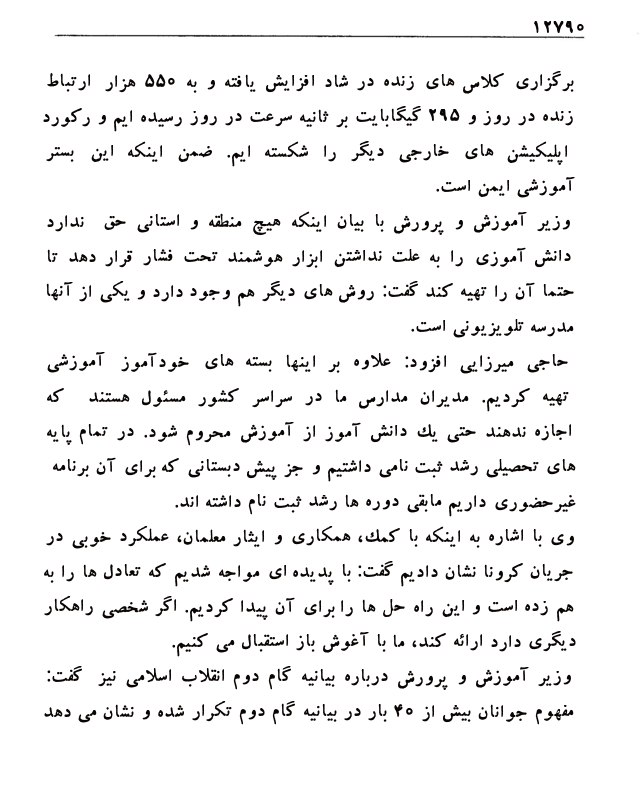 ۱۲۷۹۰
برگزاری کلاس های زنده در شاد افزایش یافته و به ۵۵۰ هزار ارتباط
زنده در روز و ۲۹۵ گیگابایت بر ثانیه سرعت در روز رسیده ایم و رکورد
اپلیکیشن های خارجی دیگر را شکسته ایم. ضمن اینکه این بستر
آموزشی ایمن است.
وزیر آموزش و پرورش با بیان اینکه هیچ منطقه و استانی حق ندارد
دانش آموزی را به علت نداشتن ابزار هوشمند تحت فشار قرار دهد تا
حتما آن را تهیه کند گفت: روش های دیگر هم وجود دارد و یکی از آنها
مدرسه تلویزیونی است.
حاجی میرزایی افزود: علاوه بر اینها بسته های خودآموز آموزشی
تهیه کردیم. مدیران مدارس ما در سراسر کشور مسئول هستند که
اجازه ندهند حتی یك دانش آموز از آموزش محروم شود. در تمام پایه
های تحصیلی رشد ثبت نامی داشتیم و جز پیش دبستانی که برای آن برنامه
غیرحضوری داریم مابقی دوره ها رشد ثبت نام داشته اند.
وی با اشاره به اینکه با کمك، همکاری و ایثار معلمان، عملکرد خوبی در
جریان کرونا نشان دادیم گفت: با پدیده ای مواجه شدیم که تعادل ها را به
هم زده است و این راه حل ها را برای آن پیدا کردیم. اگر شخصی راهکار
دیگری دارد ارائه کند، ما با آغوش باز استقبال می کنیم.
وزیر آموزش و پرورش درباره بیانیه گام دوم انقلاب اسلامی نیز گفت:
مفهوم جوانان بیش از ۴۰ بار در بیانیه گام دوم تکرار شده و نشان می دهد